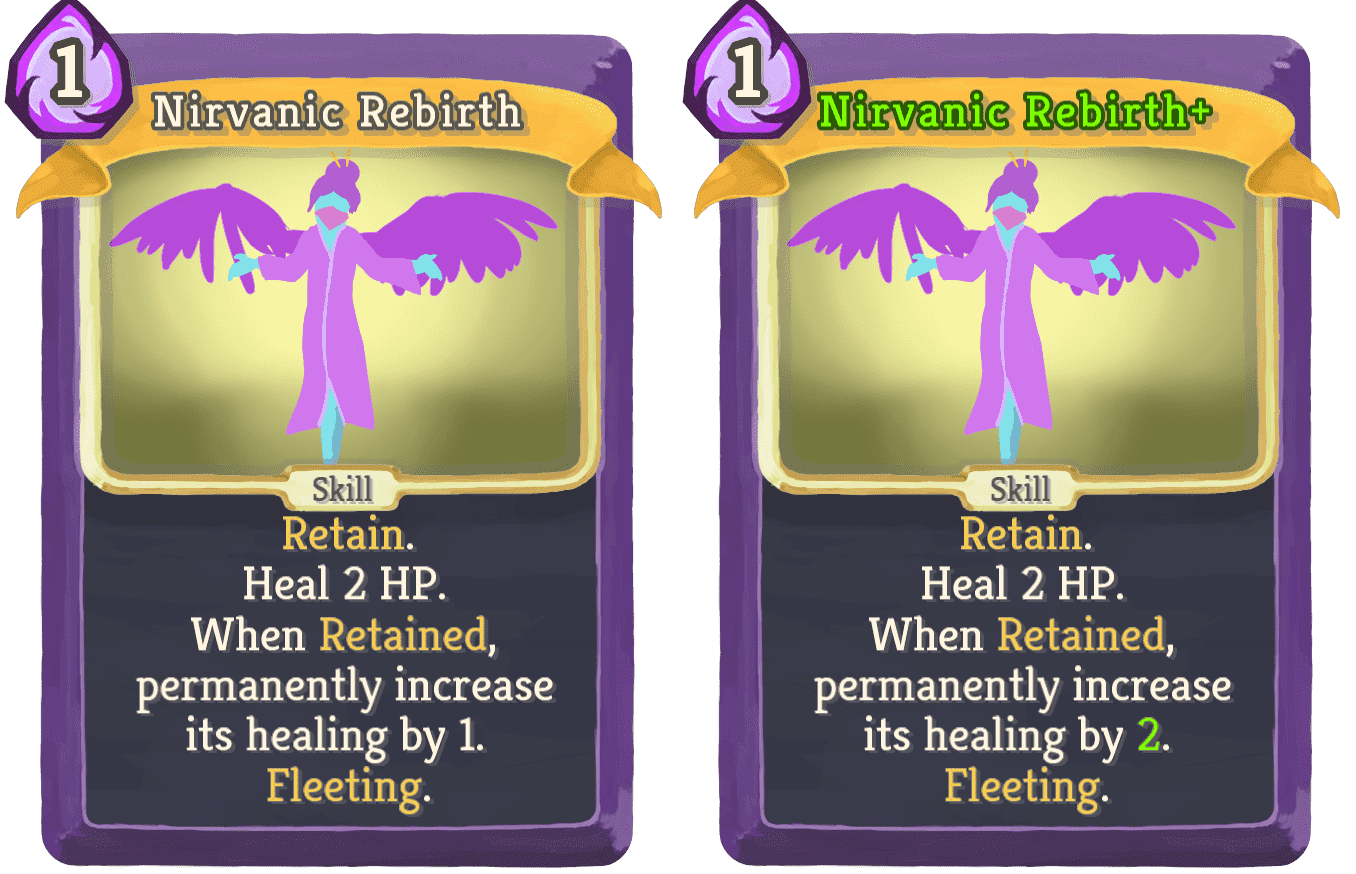 1
Nirvanic Rebirth
Skill
Retain.
Heal 2 HP.
When Retained,
permanently increase
its healing by 1.
Fleeting.
1
Nirvanic Rebirth+
Skill
Retain.
Heal 2 HP.
When Retained,
permanently increase
its healing by 2.
Fleeting.